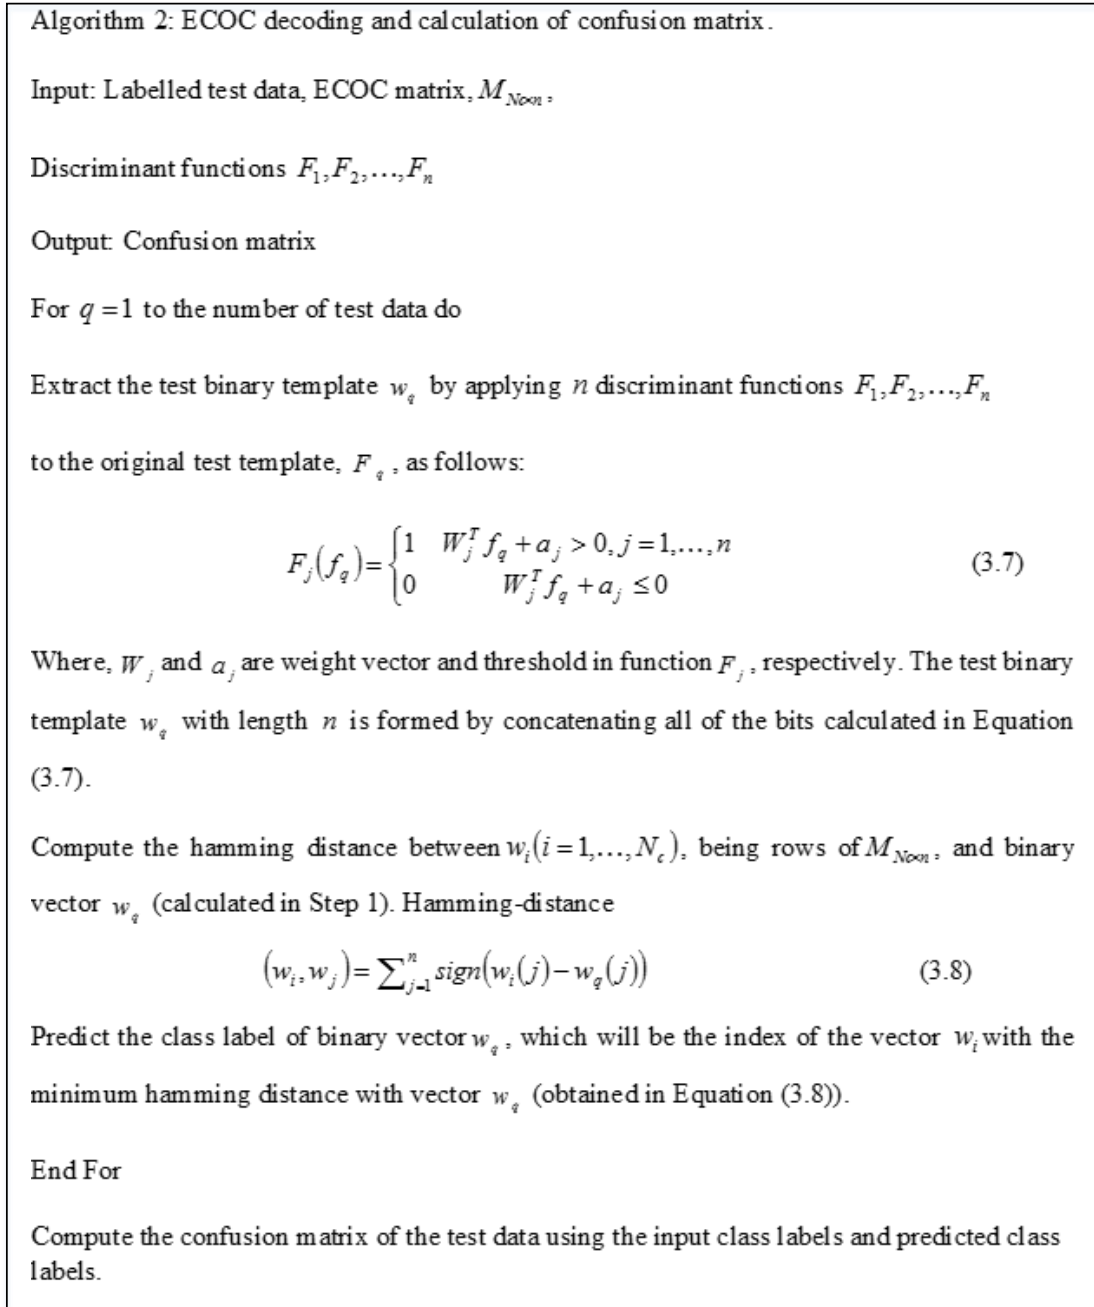 Algorithm 2: ECOC decoding and calculation of confusion matrix.
Input: Labelled test data, ECOC matrix, M_{Nc×n},
Discriminant functions F_1,F_2,…,F_n
Output: Confusion matrix
For q=1 to the number of test data do
Extract the test binary template w_q by applying n discriminant functions F_1,F_2,…,F_n
to the original test template, F_q, as follows:
F_j(f_q)={1 W_j^T f_q + a_j > 0, j=1,…,n (3.7)
0 W_j^T f_q + a_j ≤ 0
Where, W_j and a_j are weight vector and threshold in function F_j, respectively. The test binary
template w_q with length n is formed by concatenating all of the bits calculated in Equation
(3.7).
Compute the hamming distance between w_i(i=1,…,N_c), being rows of M_{Nc×n}, and binary
vector w_q (calculated in Step 1). Hamming-distance
(w_i,w_j)=∑_{j=1}^n sign(w_i(j)−w_q(j)) (3.8)
Predict the class label of binary vector w_q, which will be the index of the vector w_i with the
minimum hamming distance with vector w_q (obtained in Equation (3.8)).
End For
Compute the confusion matrix of the test data using the input class labels and predicted class
labels.